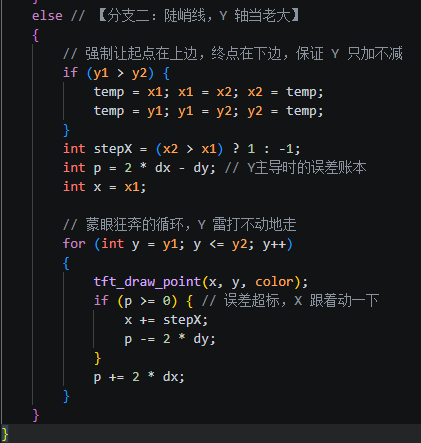 else // 【分支二：陡峭线，Y 轴当老大】
{
// 强制让起点在上边，终点在下边，保证 Y 只加不减
if (y1 > y2) {
temp = x1; x1 = x2; x2 = temp;
temp = y1; y1 = y2; y2 = temp;
}
int stepX = (x2 > x1) ? 1 : -1;
int p = 2 * dx - dy; // Y主导时的误差账本
int x = x1;
// 蒙眼狂奔的循环，Y 雷打不动地走
for (int y = y1; y <= y2; y++)
{
tft_draw_point(x, y, color);
if (p >= 0) { // 误差超标，X 跟着动一下
x += stepX;
p -= 2 * dy;
}
p += 2 * dx;
}
}
}